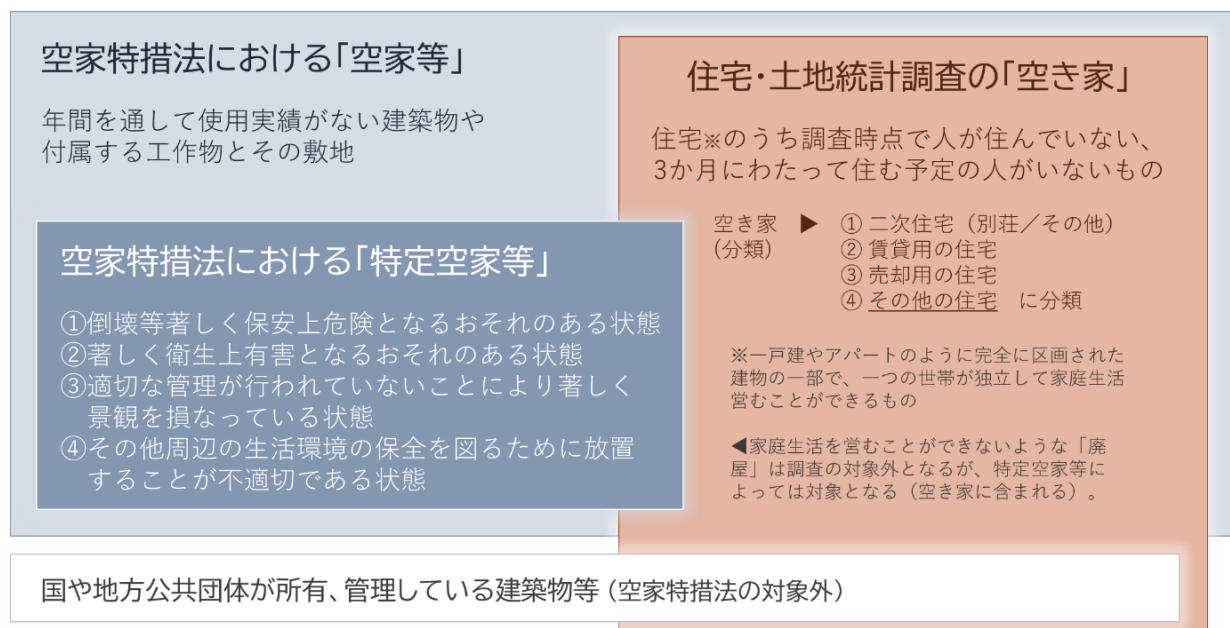 空家特措法における「空家等」
年間を通して使用実績がない建築物や
付属する工作物とその敷地
空家特措法における「特定空家等」
①倒壊等著しく保安上危険となるおそれのある状態
②著しく衛生上有害となるおそれのある状態
③適切な管理が行われていないことにより著しく
景観を損なっている状態
④その他周辺の生活環境の保全を図るために放置
することが不適切である状態
住宅・土地統計調査の「空き家」
住宅※のうち調査時点で人が住んでいない、
3か月にわたって住む予定の人がいないもの
空き家 ▶ ① 二次住宅（別荘／その他）
(分類) ② 賃貸用の住宅
③ 売却用の住宅
④ その他の住宅 に分類
※一戸建やアパートのように完全に区画された
建物の一部で、一つの世帯が独立して家庭生活
営むことができるもの
◀家庭生活を営むことができないような「廃
屋」は調査の対象外となるが、特定空家等に
よっては対象となる（空き家に含まれる）。
国や地方公共団体が所有、管理している建築物等（空家特措法の対象外）